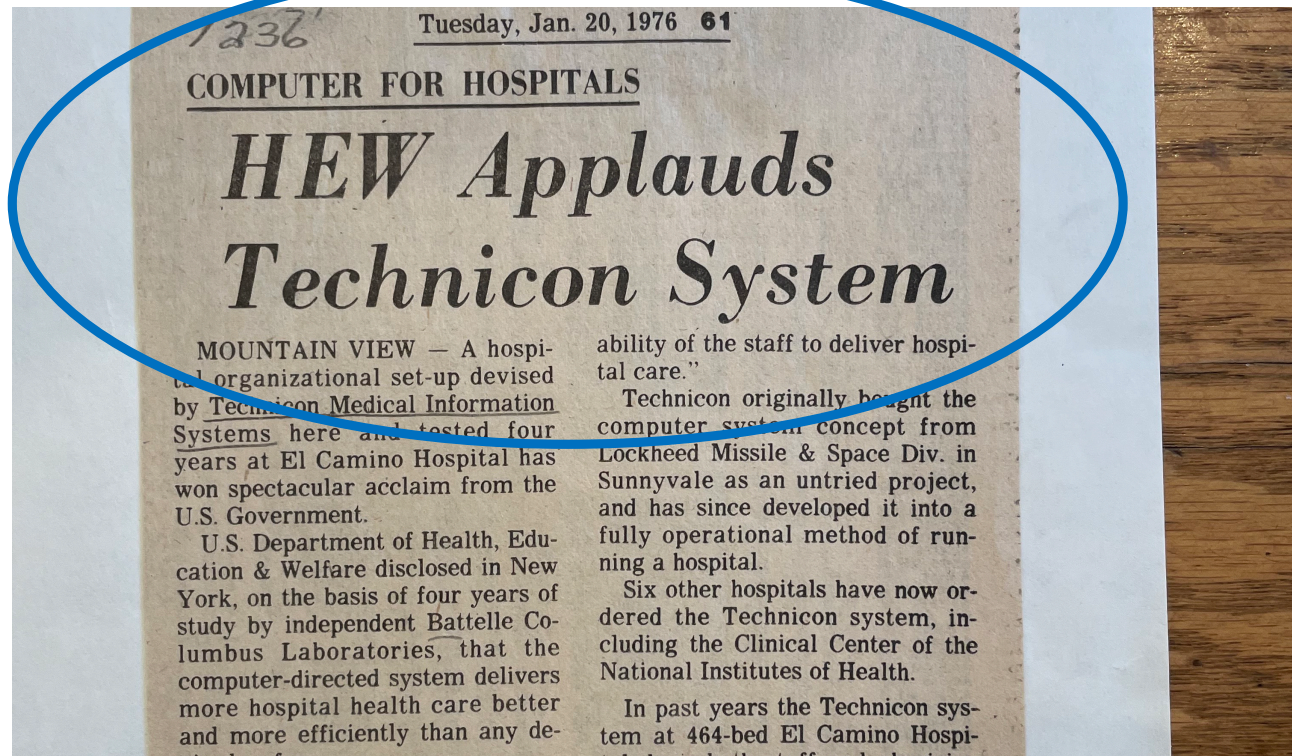 7236
Tuesday, Jan. 20, 1976 61
COMPUTER FOR HOSPITALS
HEW Applauds
Technicon System
MOUNTAIN VIEW — A hospi-
tal organizational set-up devised
by Technicon Medical Information
Systems here and tested four
years at El Camino Hospital has
won spectacular acclaim from the
U.S. Government.
U.S. Department of Health, Edu-
cation & Welfare disclosed in New
York, on the basis of four years of
study by independent Battelle Co-
lumbus Laboratories, that the
computer-directed system delivers
more hospital health care better
and more efficiently than any de-
ability of the staff to deliver hospi-
tal care.”
Technicon originally bought the
computer system concept from
Lockheed Missile & Space Div. in
Sunnyvale as an untried project,
and has since developed it into a
fully operational method of run-
ning a hospital.
Six other hospitals have now or-
dered the Technicon system, in-
cluding the Clinical Center of the
National Institutes of Health.
In past years the Technicon sys-
tem at 464-bed El Camino Hospi-